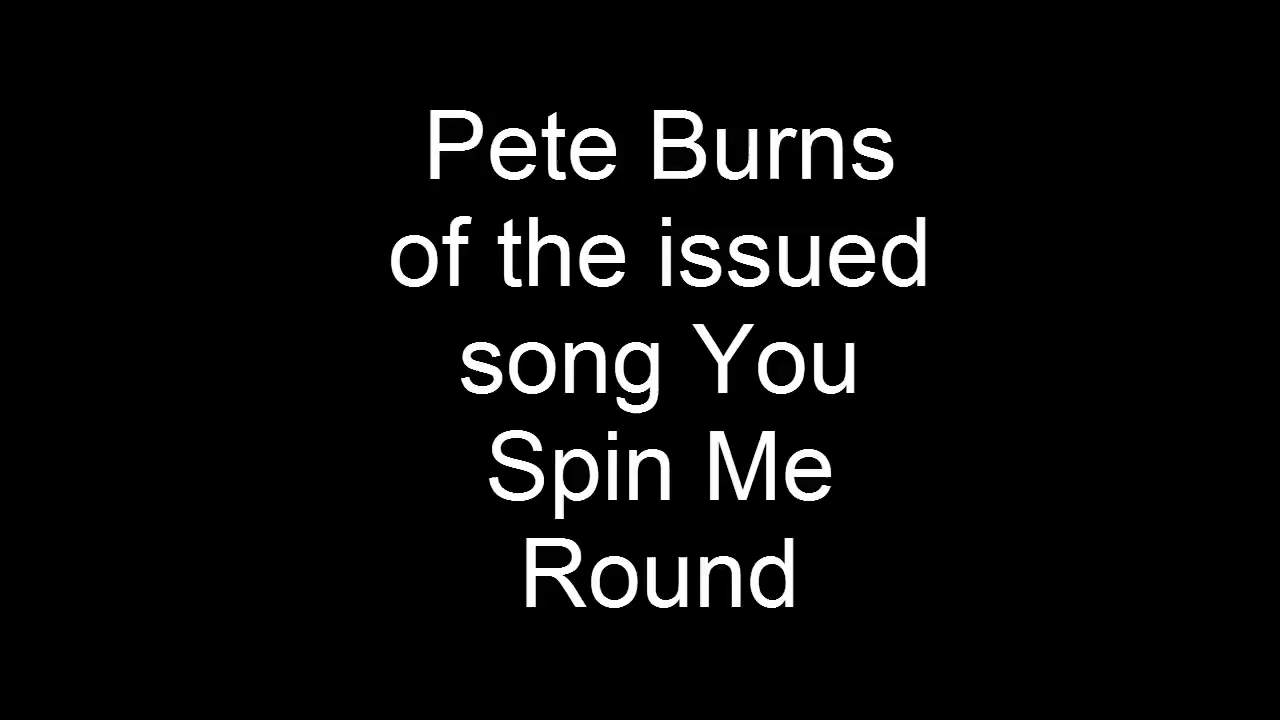 Pete Burns
of the issued
song You
Spin Me
Round